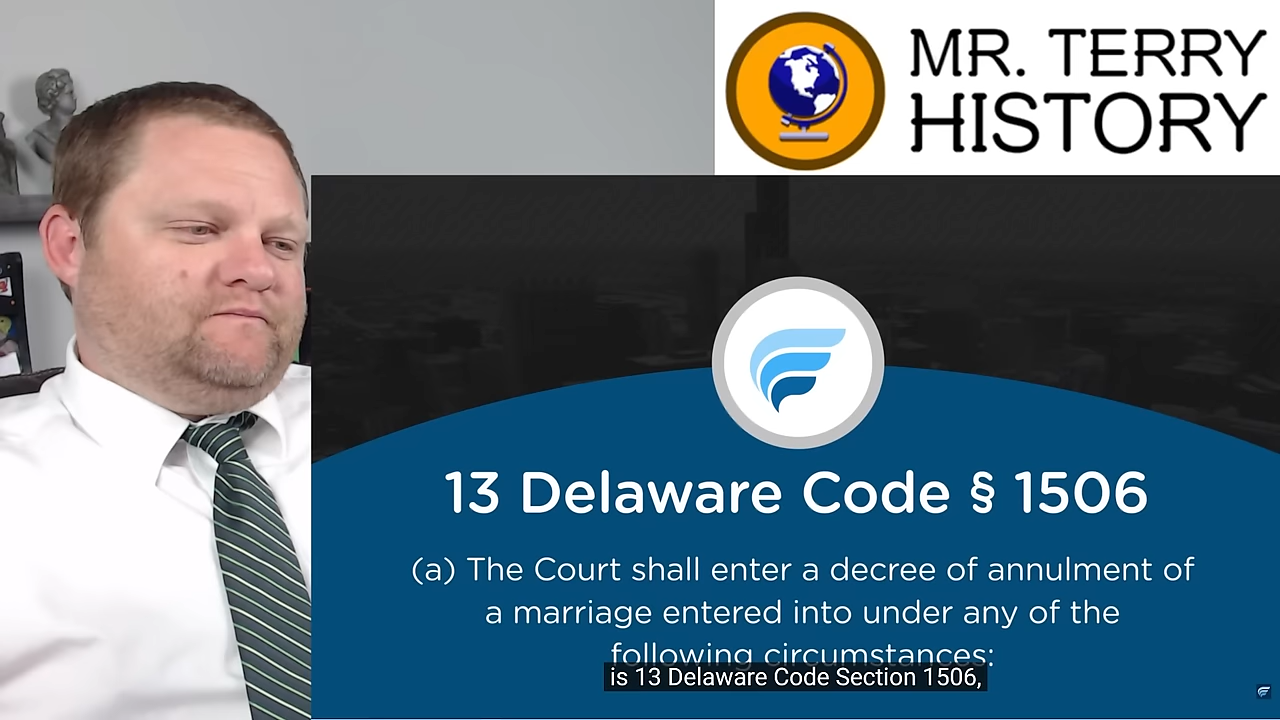 MR. TERRY
HISTORY
13 Delaware Code § 1506
(a) The Court shall enter a decree of annulment of
a marriage entered into under any of the
following circumstances:
is 13 Delaware Code Section 1506,